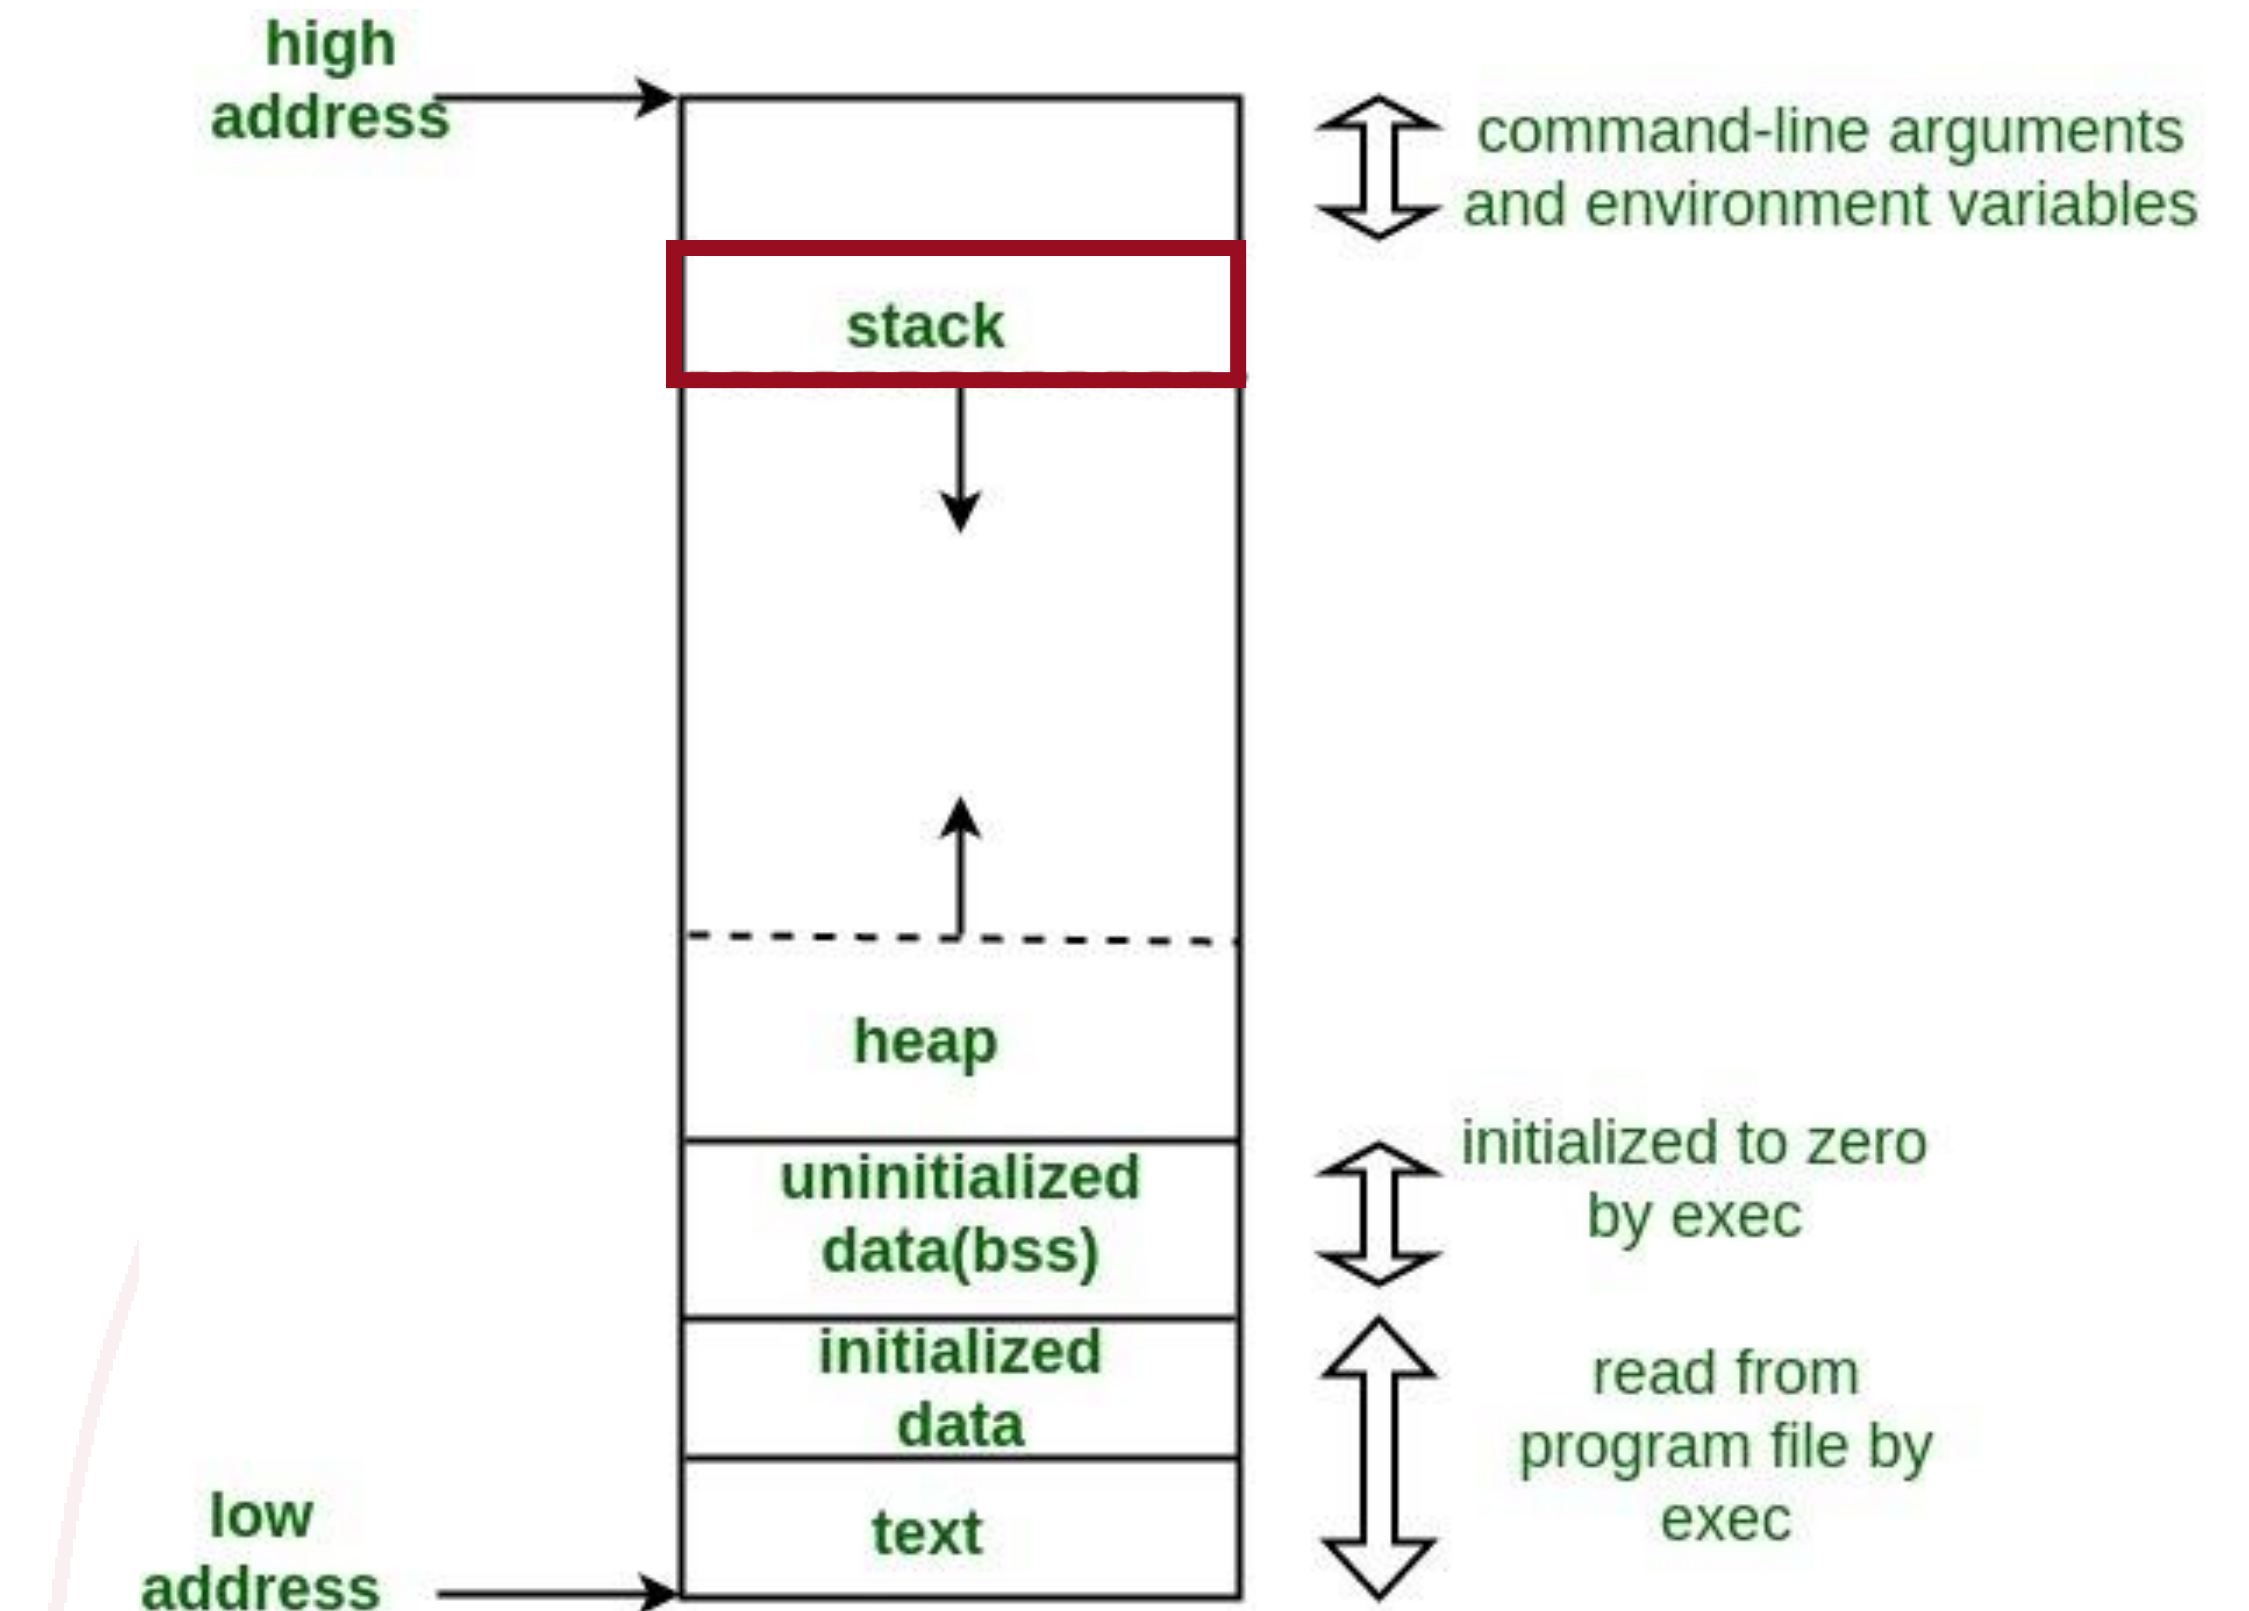 high
address
command-line arguments
and environment variables
stack
heap
uninitialized
data(bss)
initialized to zero
by exec
initialized
data
read from
program file by
exec
text
low
address